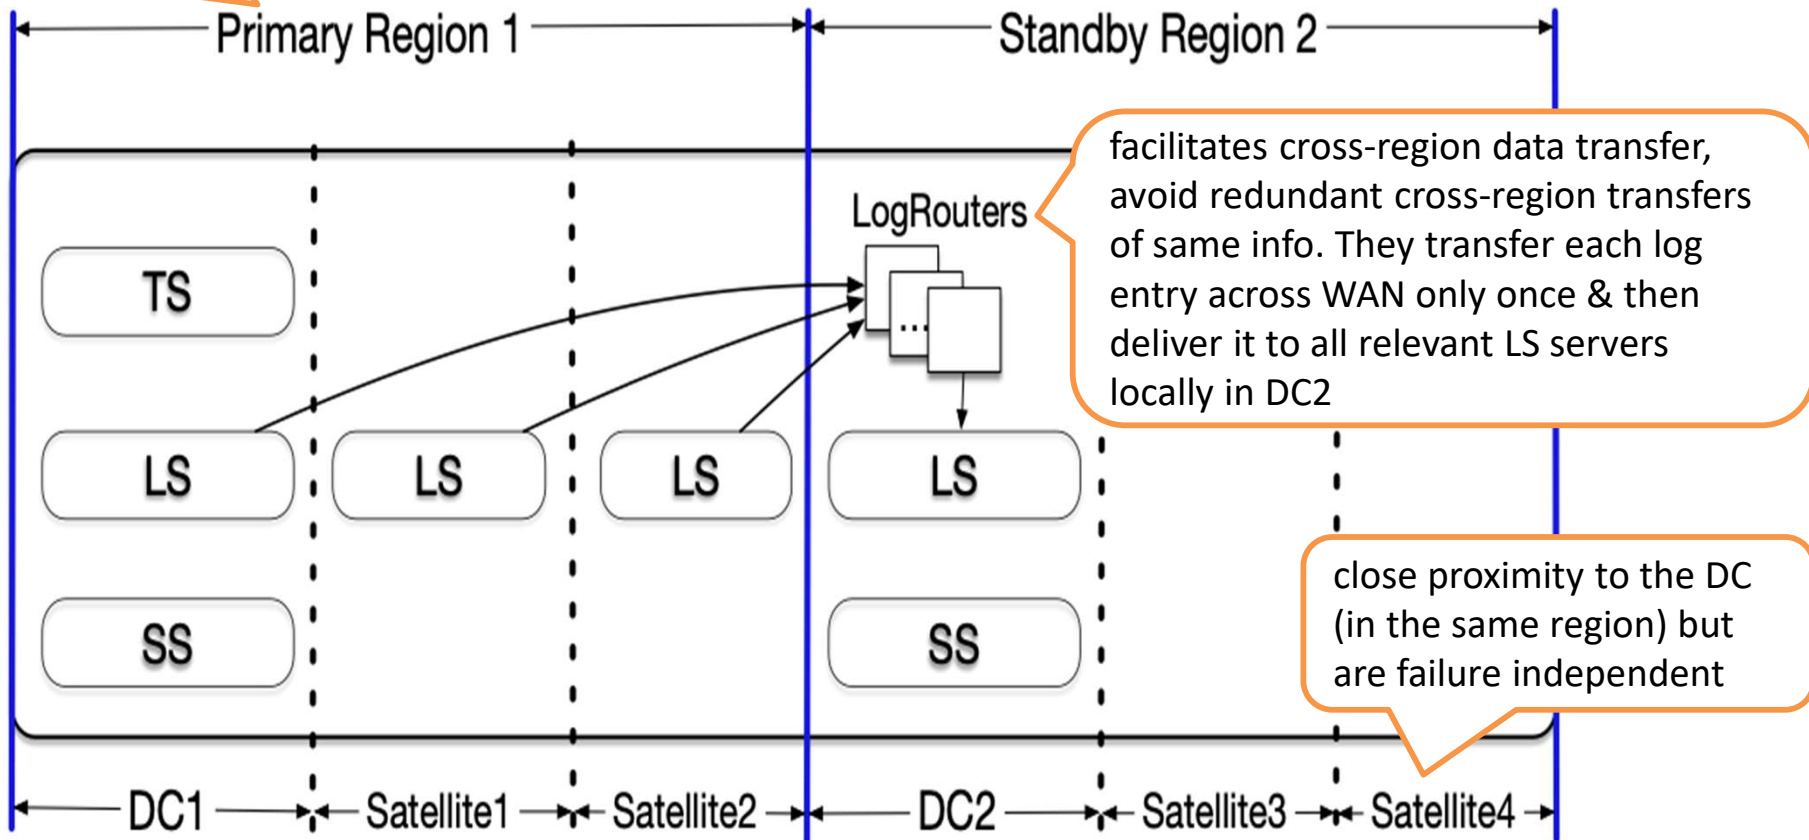 Primary Region 1
Standby Region 2
facilitates cross-region data transfer,
avoid redundant cross-region transfers
of same info. They transfer each log
entry across WAN only once & then
deliver it to all relevant LS servers
locally in DC2
LogRouters
...
TS
LS
LS
LS
LS
SS
SS
close proximity to the DC
(in the same region) but
are failure independent
DC1
Satellite1
Satellite2
DC2
Satellite3
Satellite4